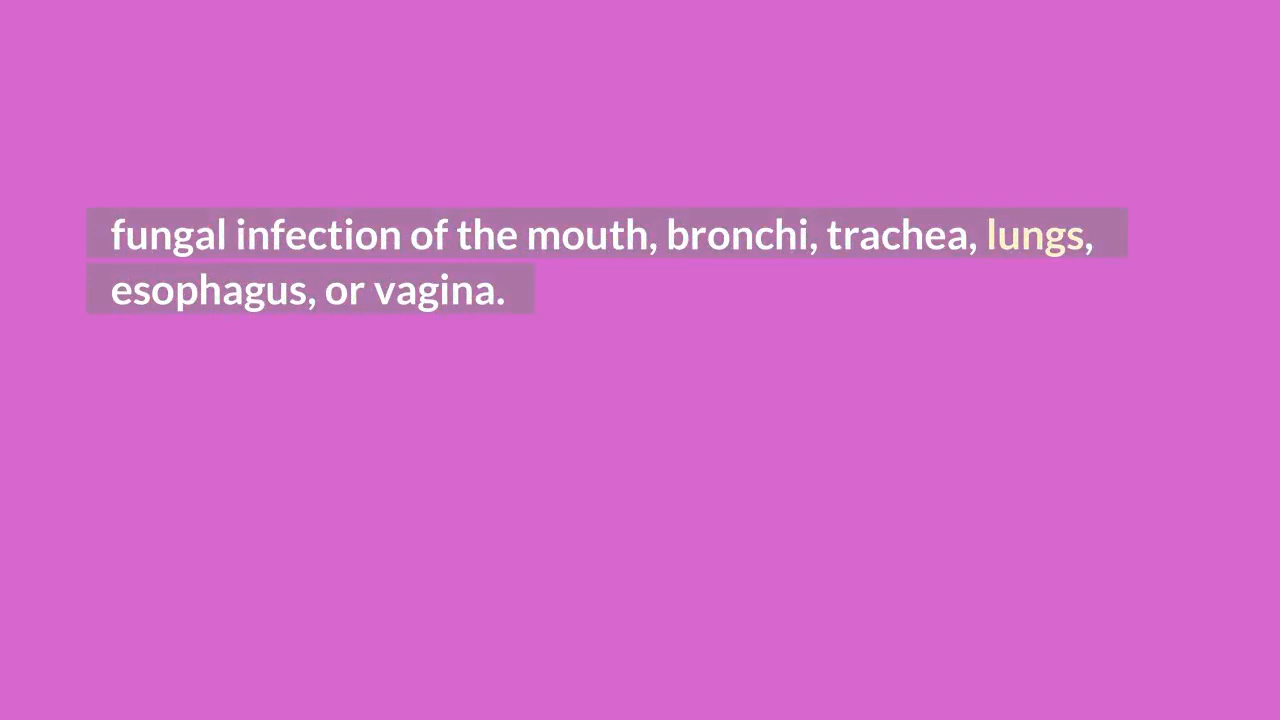 fungal infection of the mouth, bronchi, trachea, lungs,
esophagus, or vagina.